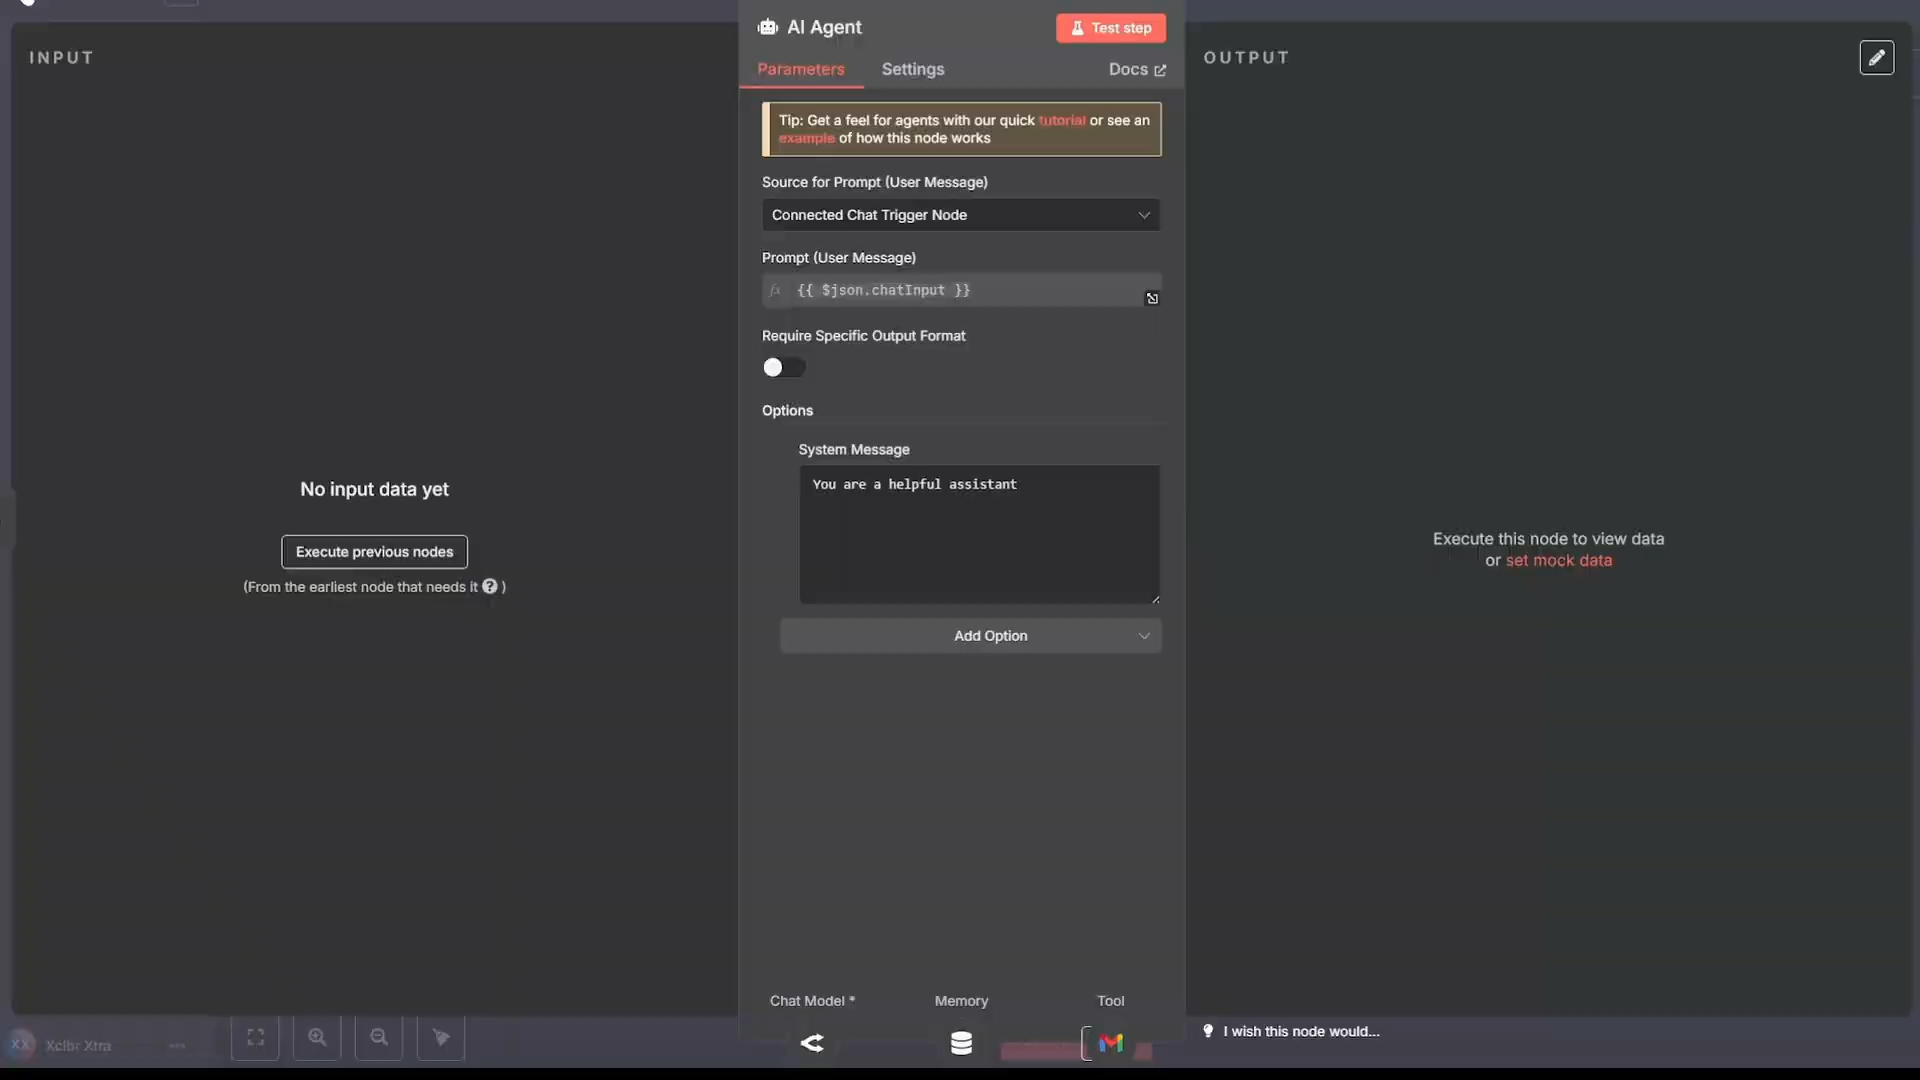 INPUT
No input data yet
Execute previous nodes
(From the earliest node that needs it ? )
AI Agent
Test step
Parameters
Settings
Docs
Tip: Get a feel for agents with our quick tutorial or see an
example of how this node works
Source for Prompt (User Message)
Connected Chat Trigger Node
Prompt (User Message)
fx {{ $json.chatInput }}
Require Specific Output Format
Options
System Message
You are a helpful assistant
Add Option
Chat Model *
Memory
Tool
OUTPUT
Execute this node to view data
or set mock data
I wish this node would...
XX Xclbr Xtra